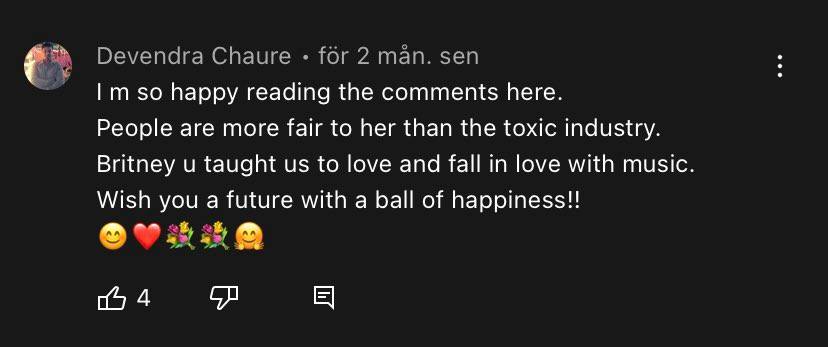 Devendra Chaure • för 2 mån. sen
I m so happy reading the comments here.
People are more fair to her than the toxic industry.
Britney u taught us to love and fall in love with music.
Wish you a future with a ball of happiness!!
😊❤️💐💐🤗
4